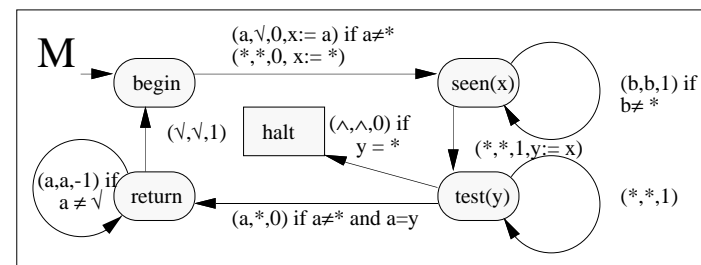 M
(a,√,0,x:= a) if a≠*
(*,*,0, x:= *)
begin
seen(x)
(b,b,1) if
b≠ *
(√,√,1)
halt
(∧,∧,0) if
y = *
(*,*,1,y:= x)
(a,a,-1) if
a ≠ √
return
(a,*,0) if a≠* and a=y
test(y)
(*,*,1)